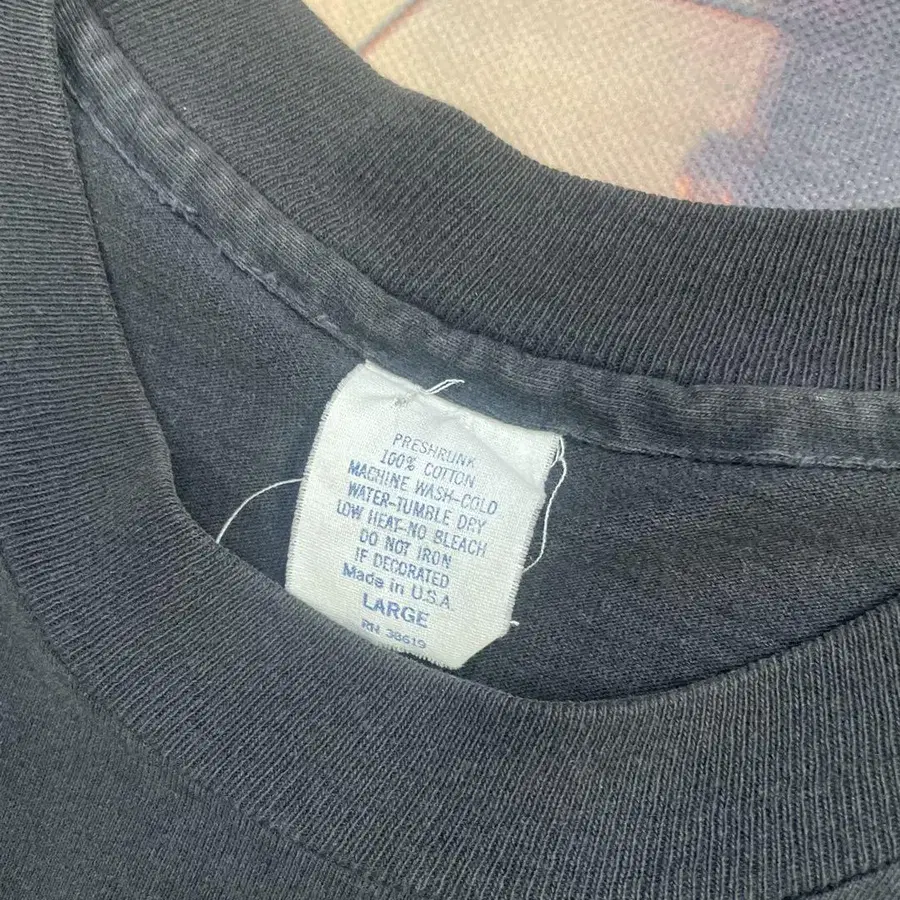 PRESHRUNK
100% COTTON
MACHINE WASH-COLD
WATER-TUMBLE DRY
LOW HEAT-NO BLEACH
DO NOT IRON
IF DECORATED
Made in U.S.A.
LARGE
RN 38619